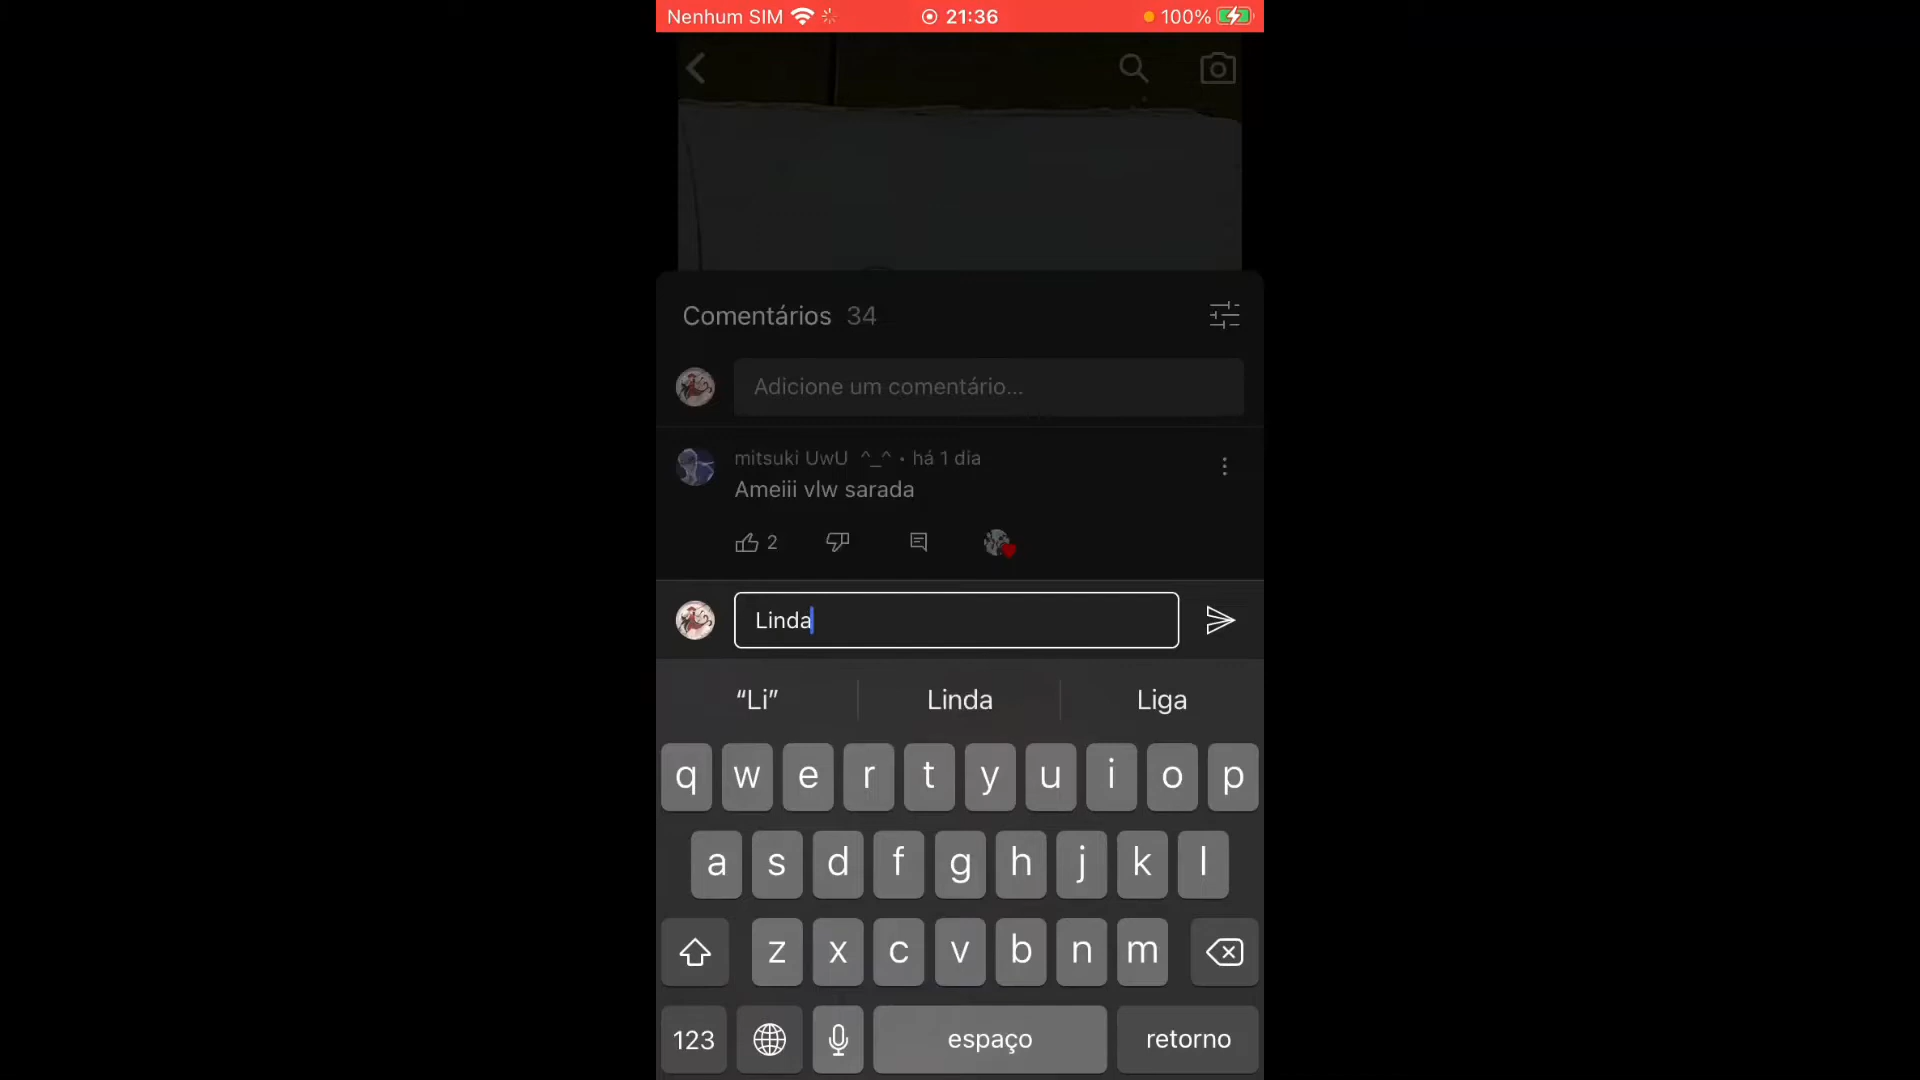 Nenhum SIM 21:36 100%
Comentários 34
Adicione um comentário...
mitsuki UwU ^_^ • há 1 dia
Ameiii vlw sarada
2
Linda
“Li” Linda Liga
q w e r t y u i o p
a s d f g h j k l
z x c v b n m
123 espaço retorno